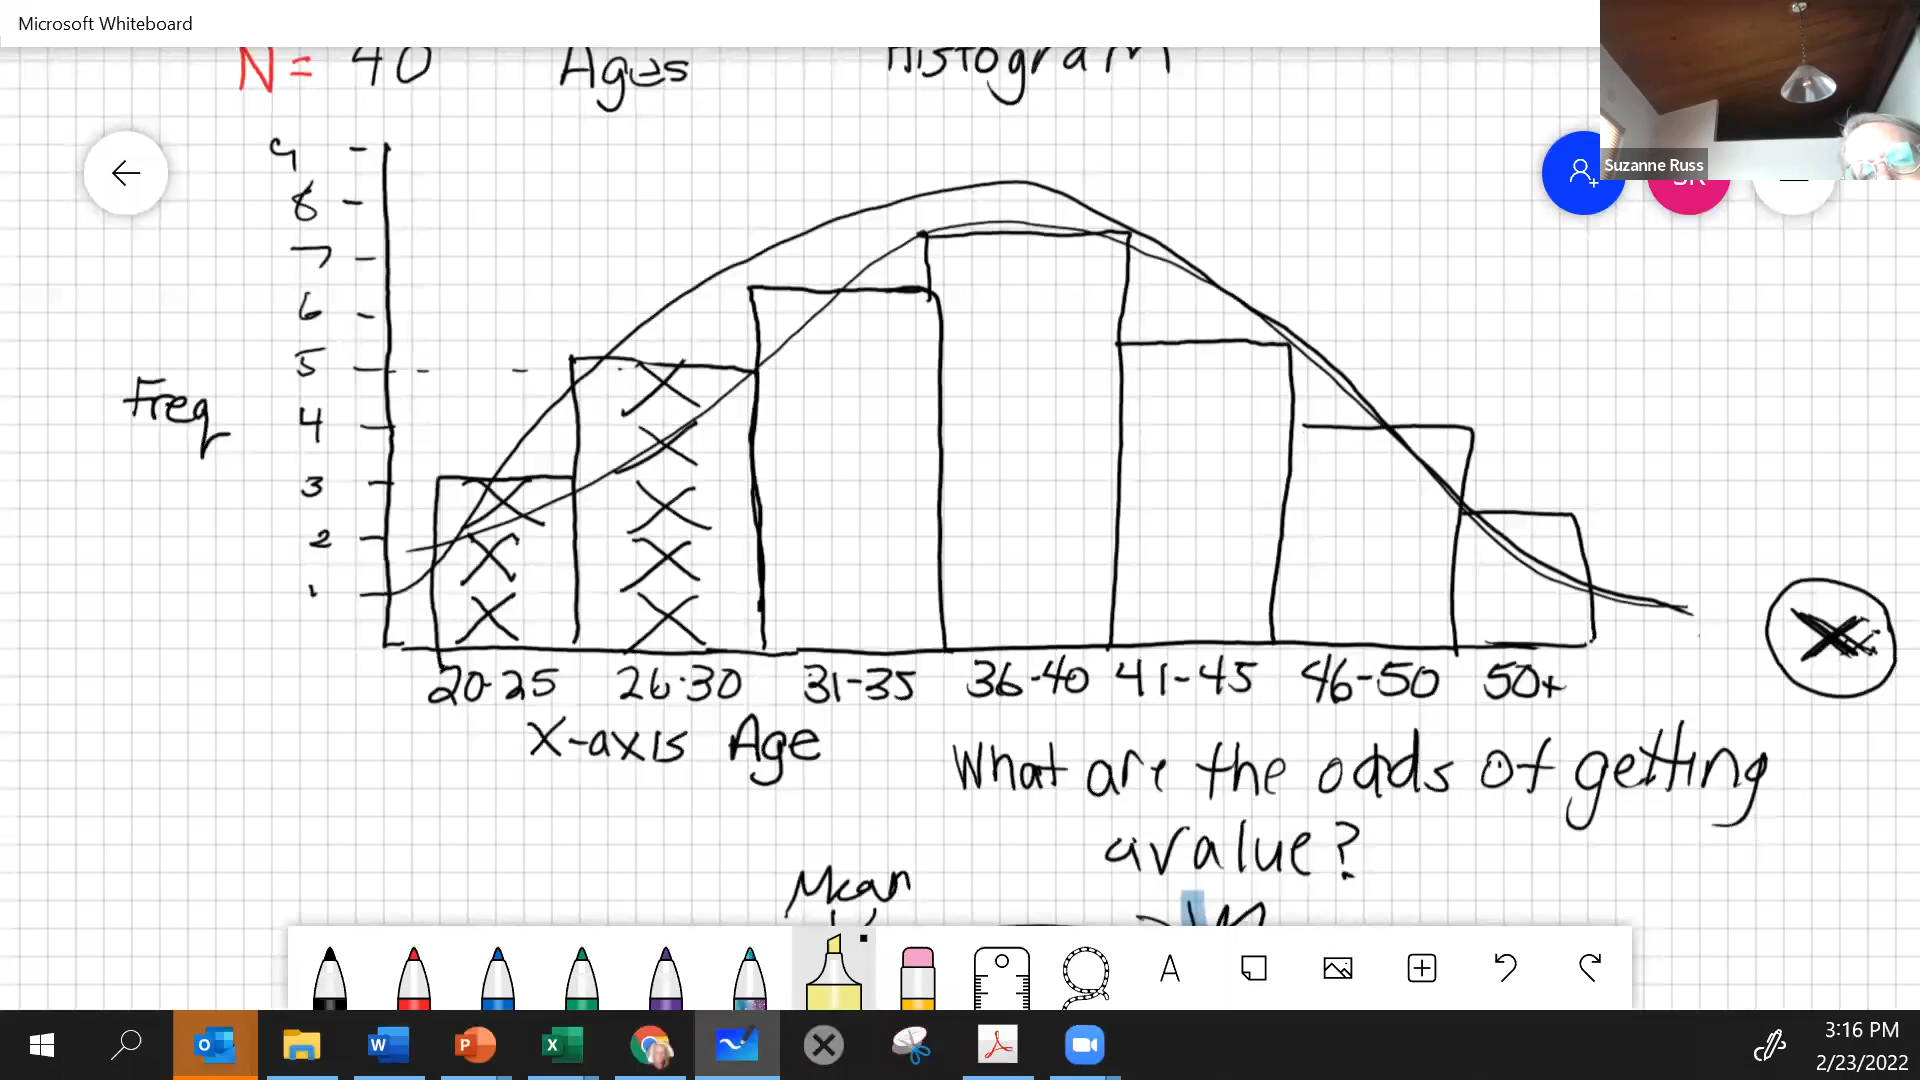 Microsoft Whiteboard
N = 40 Ages Histogram
Suzanne Russ
SR
9
8
7
6
5
Freq
4
3
2
1
20-25 26-30 31-35 36-40 41-45 46-50 50+
X-axis Age
What are the odds of getting
a value?
Mean
3:16 PM
2/23/2022